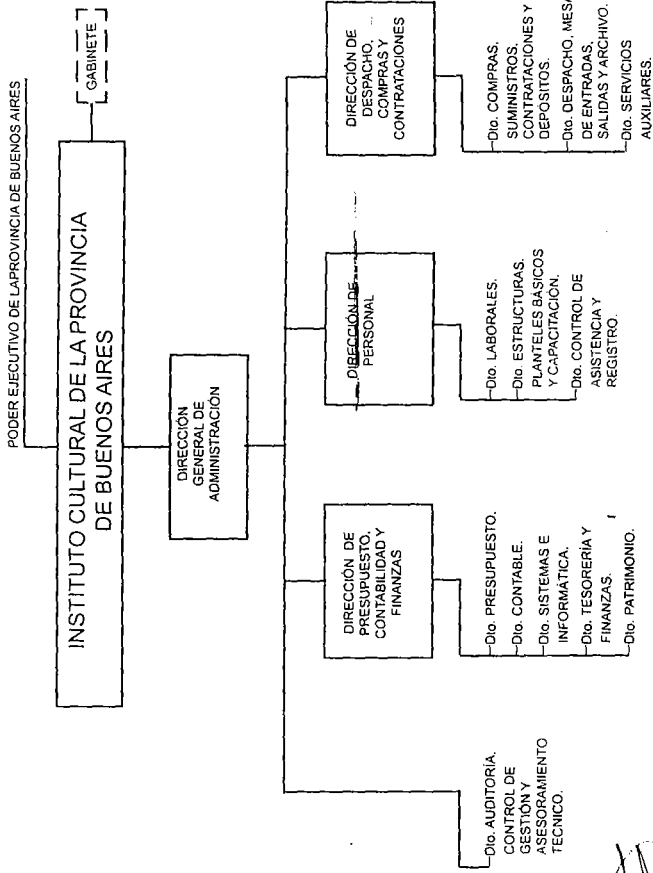 PODER EJECUTIVO DE LAPROVINCIA DE BUENOS AIRES
GABINETE
INSTITUTO CULTURAL DE LA PROVINCIA
DE BUENOS AIRES
DIRECCIÓN
GENERAL DE
ADMINISTRACIÓN
Dto. AUDITORÍA.
CONTROL DE
GESTIÓN Y
ASESORAMIENTO
TECNICO.
DIRECCIÓN DE
PRESUPUESTO,
CONTABILIDAD Y
FINANZAS
Dto. PRESUPUESTO.
Dto. CONTABLE.
Dto. SISTEMAS E
INFORMÁTICA.
Dto. TESORERÍA Y
FINANZAS.
Dto. PATRIMONIO.
DIRECCIÓN DE
PERSONAL
Dto. LABORALES.
Dto. ESTRUCTURAS.
PLANTELES BÁSICOS
Y CAPACITACIÓN.
Dto. CONTROL DE
ASISTENCIA Y
REGISTRO.
DIRECCIÓN DE
DESPACHO,
COMPRAS Y
CONTRATACIONES
Dto. COMPRAS.
SUMINISTROS.
CONTRATACIONES Y
DEPÓSITOS.
Dto. DESPACHO, MESA
DE ENTRADAS,
SALIDAS Y ARCHIVO.
Dto. SERVICIOS
AUXILIARES.